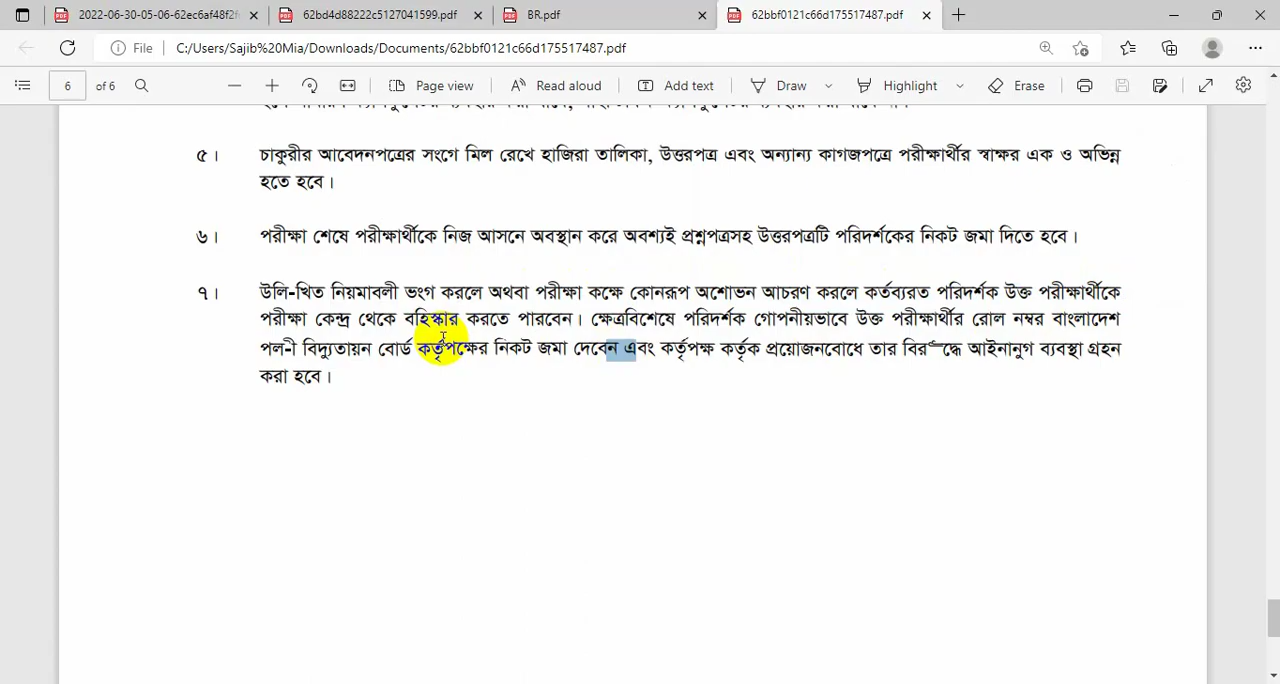 2022-06-30-05-06-62ec6af48f2f
62bd4d88222c5127041599.pdf
BR.pdf
62bbf0121c66d175517487.pdf
File
C:/Users/Sajib%20Mia/Downloads/Documents/62bbf0121c66d175517487.pdf
6 of 6
Page view
Read aloud
Add text
Draw
Highlight
Erase
৫। চাকুরীর আবেদনপত্রের সংগে মিল রেখে হাজিরা তালিকা, উত্তরপত্র এবং অন্যান্য কাগজপত্রে পরীক্ষার্থীর স্বাক্ষর এক ও অভিন্ন
হতে হবে।
৬। পরীক্ষা শেষে পরীক্ষার্থীকে নিজ আসনে অবস্থান করে অবশ্যই প্রশ্নপত্রসহ উত্তরপত্রটি পরিদর্শকের নিকট জমা দিতে হবে।
৭। উলি-খিত নিয়মাবলী ভংগ করলে অথবা পরীক্ষা কক্ষে কোনরূপ অশোভন আচরণ করলে কর্তব্যরত পরিদর্শক উক্ত পরীক্ষার্থীকে
পরীক্ষা কেন্দ্র থেকে বহিস্কার করতে পারবেন। ক্ষেত্রবিশেষে পরিদর্শক গোপনীয়ভাবে উক্ত পরীক্ষার্থীর রোল নম্বর বাংলাদেশ
পল-ী বিদ্যুতায়ন বোর্ড কর্তৃপক্ষের নিকট জমা দেবেন এবং কর্তৃপক্ষ কর্তৃক প্রয়োজনবোধে তার বির দ্ধে আইনানুগ ব্যবস্থা গ্রহন
করা হবে।